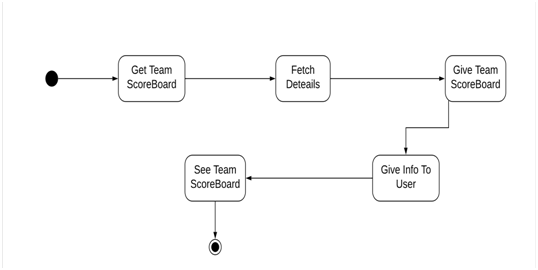 Get Team
ScoreBoard
Fetch
Deteails
Give Team
ScoreBoard
See Team
ScoreBoard
Give Info To
User